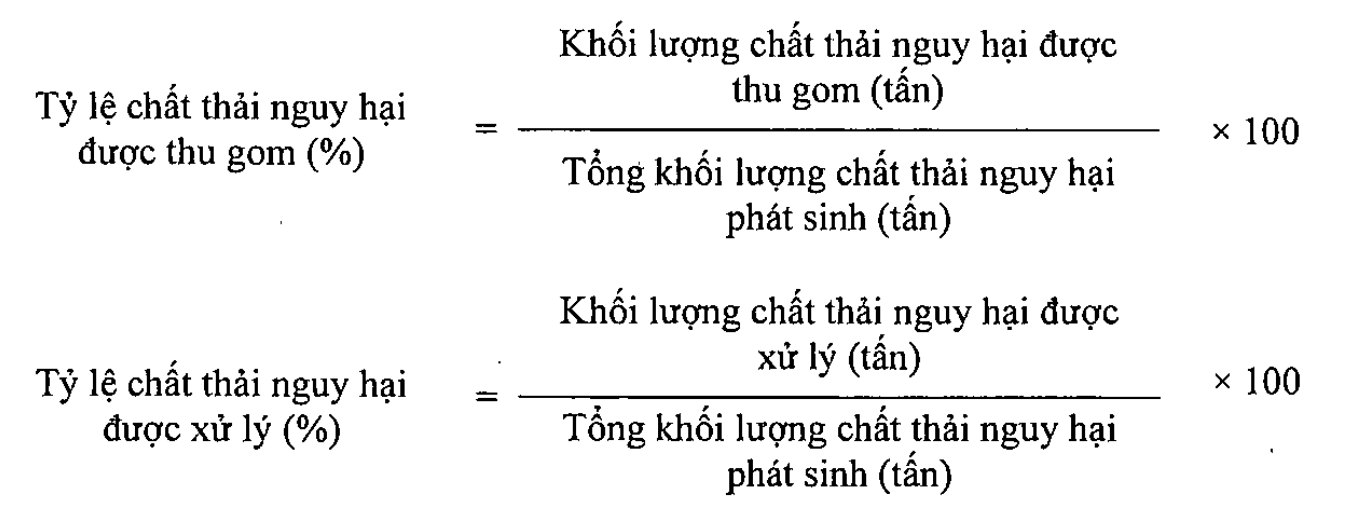 Khối lượng chất thải nguy hại được
thu gom (tấn)
Tỷ lệ chất thải nguy hại
được thu gom (%)
=
× 100
Tổng khối lượng chất thải nguy hại
phát sinh (tấn)
Khối lượng chất thải nguy hại được
xử lý (tấn)
Tỷ lệ chất thải nguy hại
được xử lý (%)
=
× 100
Tổng khối lượng chất thải nguy hại
phát sinh (tấn)